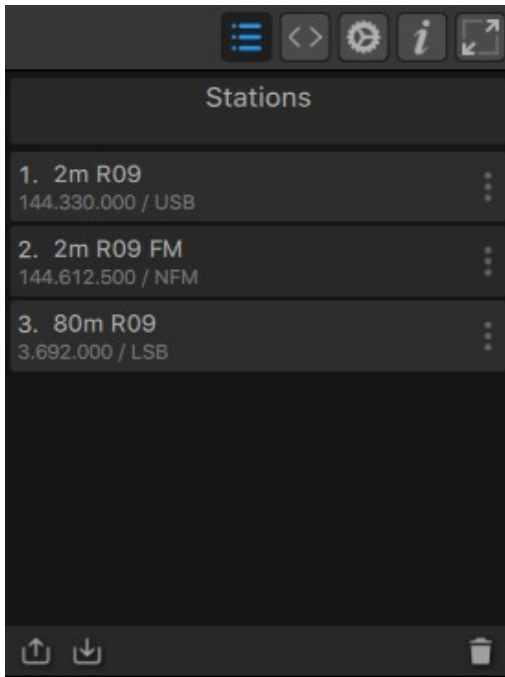 Stations
1. 2m R09
144.330.000 / USB
2. 2m R09 FM
144.612.500 / NFM
3. 80m R09
3.692.000 / LSB